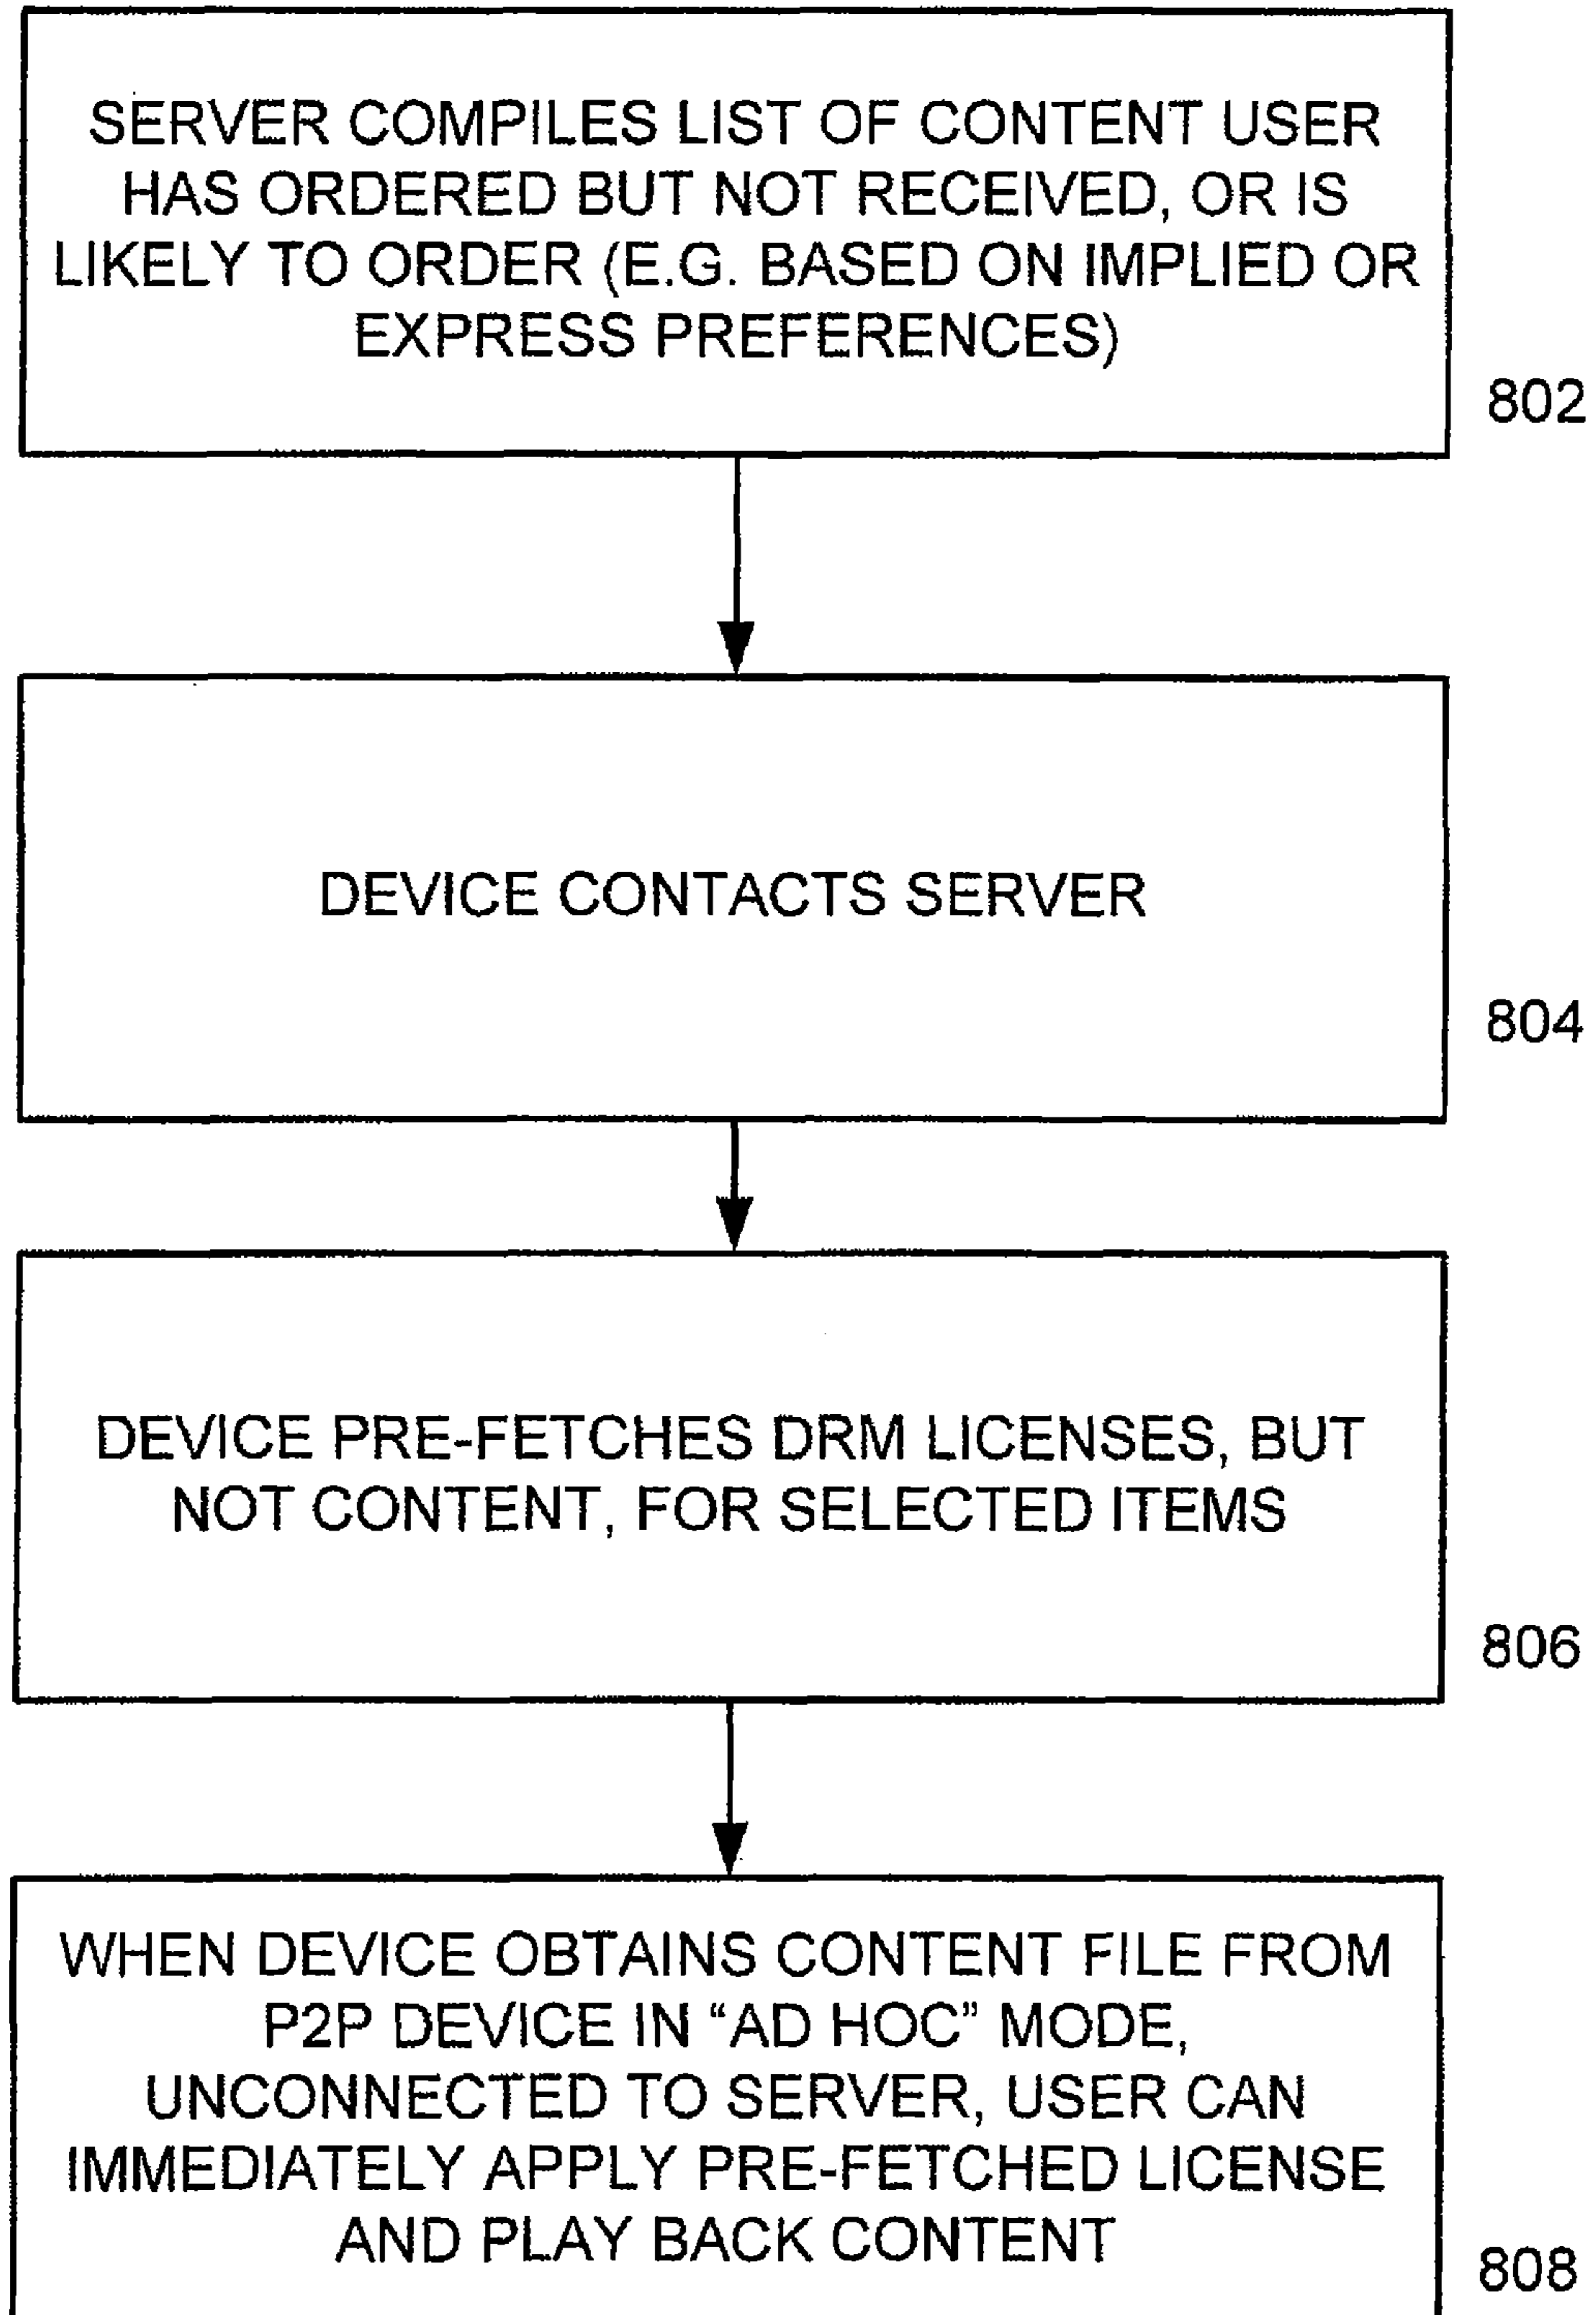 SERVER COMPILES LIST OF CONTENT USER
HAS ORDERED BUT NOT RECEIVED, OR IS
LIKELY TO ORDER (E.G. BASED ON IMPLIED OR
EXPRESS PREFERENCES)
802
DEVICE CONTACTS SERVER
804
DEVICE PRE-FETCHES DRM LICENSES, BUT
NOT CONTENT, FOR SELECTED ITEMS
806
WHEN DEVICE OBTAINS CONTENT FILE FROM
P2P DEVICE IN “AD HOC” MODE,
UNCONNECTED TO SERVER, USER CAN
IMMEDIATELY APPLY PRE-FETCHED LICENSE
AND PLAY BACK CONTENT
808